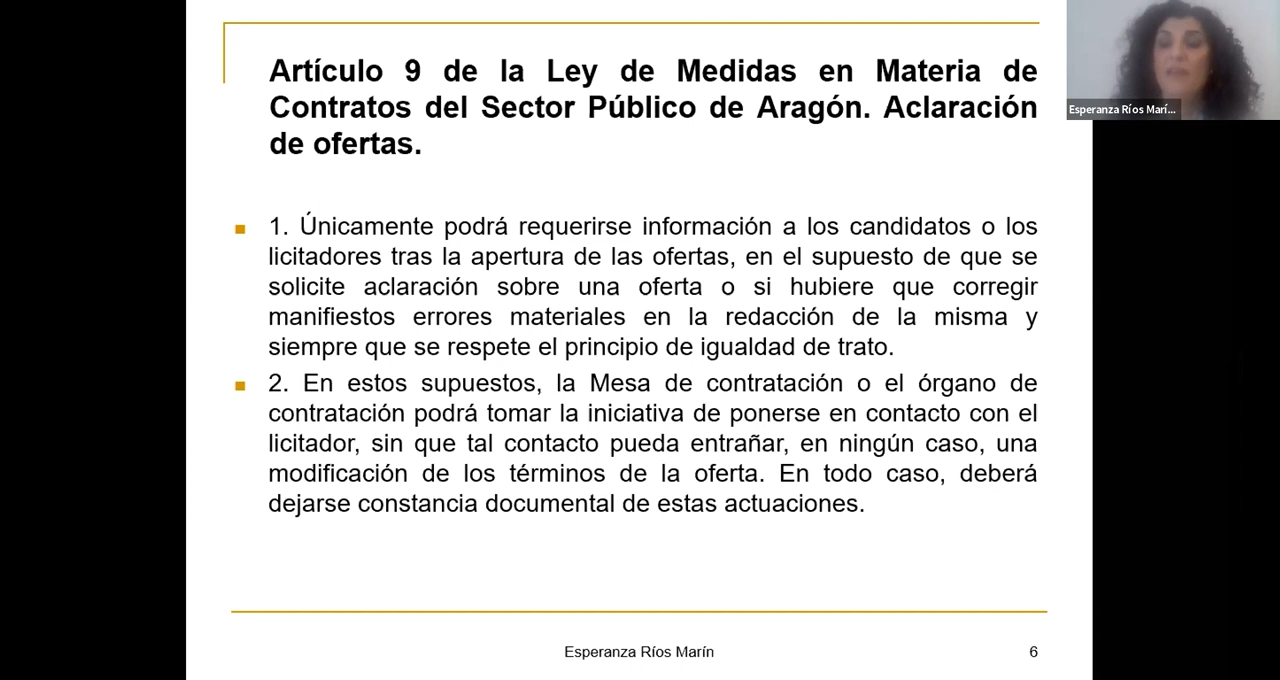 Artículo 9 de la Ley de Medidas en Materia de
Contratos del Sector Público de Aragón. Aclaración
de ofertas.
Esperanza Ríos Marí...
1. Únicamente podrá requerirse información a los candidatos o los
licitadores tras la apertura de las ofertas, en el supuesto de que se
solicite aclaración sobre una oferta o si hubiere que corregir
manifiestos errores materiales en la redacción de la misma y
siempre que se respete el principio de igualdad de trato.
2. En estos supuestos, la Mesa de contratación o el órgano de
contratación podrá tomar la iniciativa de ponerse en contacto con el
licitador, sin que tal contacto pueda entrañar, en ningún caso, una
modificación de los términos de la oferta. En todo caso, deberá
dejarse constancia documental de estas actuaciones.
Esperanza Ríos Marín
6